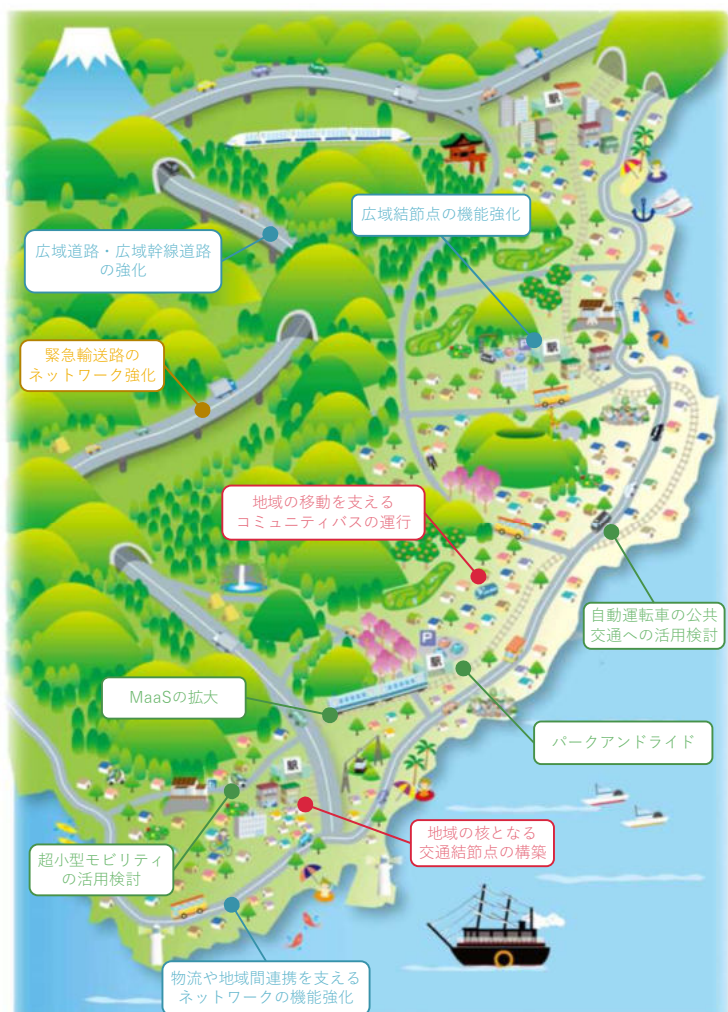 駅
広域結節点の機能強化
広域道路・広域幹線道路
の強化
駅
緊急輸送路の
ネットワーク強化
地域の移動を支える
コミュニティバスの運行
自動運転車の公共
交通への活用検討
P
駅
MaaSの拡大
パークアンドライド
駅
地域の核となる
交通結節点の構築
超小型モビリティ
の活用検討
物流や地域間連携を支える
ネットワークの機能強化